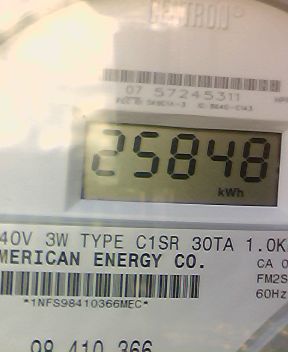 CENTRON®
07 57245311
25848
kWh
40V 3W TYPE C1SR 30TA 1.0K
MERICAN ENERGY CO.
CA 0
FM2S
60Hz
*1NFS98410366MEC*
98 410 366